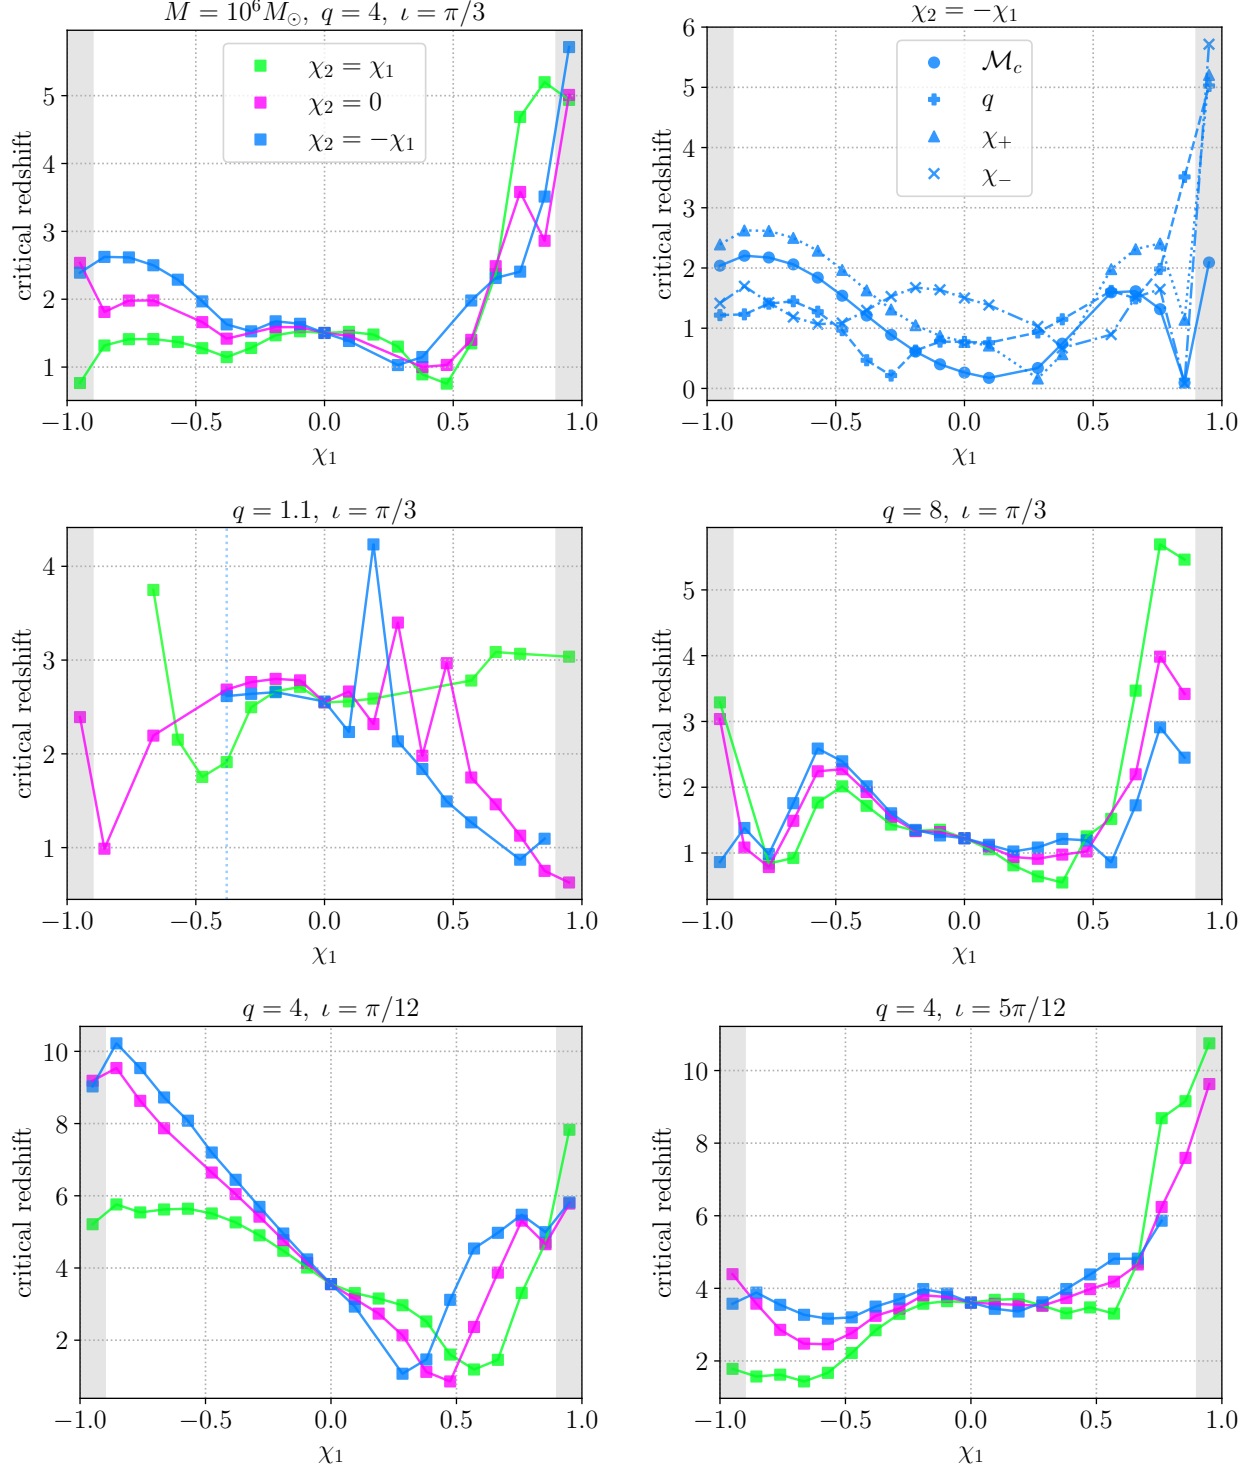 M = 10⁶M⊙, q = 4, ι = π/3
χ₂ = χ₁
χ₂ = 0
χ₂ = −χ₁
critical redshift
5
4
3
2
1
−1.0 −0.5 0.0 0.5 1.0
χ₁
χ₂ = −χ₁
ℳc
q
χ₊
χ₋
critical redshift
6
5
4
3
2
1
0
−1.0 −0.5 0.0 0.5 1.0
χ₁
q = 1.1, ι = π/3
critical redshift
4
3
2
1
−1.0 −0.5 0.0 0.5 1.0
χ₁
q = 8, ι = π/3
critical redshift
5
4
3
2
1
−1.0 −0.5 0.0 0.5 1.0
χ₁
q = 4, ι = π/12
critical redshift
10
8
6
4
2
−1.0 −0.5 0.0 0.5 1.0
χ₁
q = 4, ι = 5π/12
critical redshift
10
8
6
4
2
−1.0 −0.5 0.0 0.5 1.0
χ₁